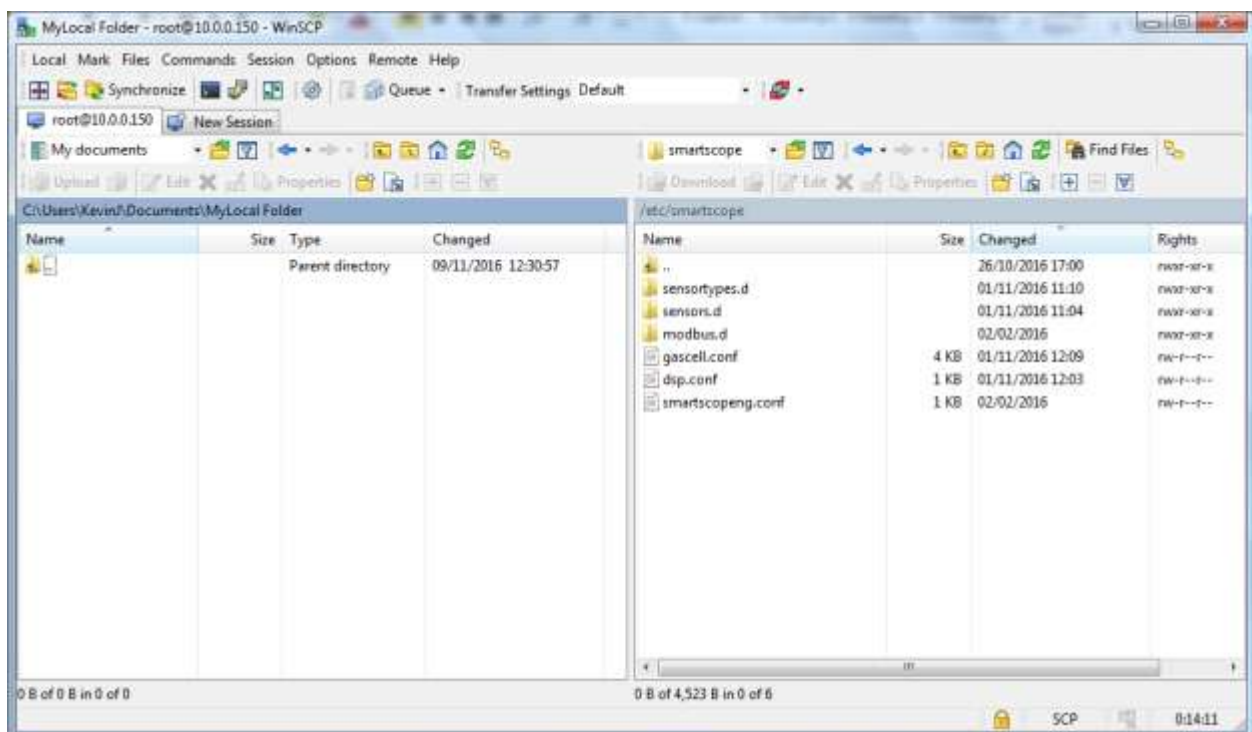 MyLocal Folder - root@10.0.0.150 - WinSCP
Local Mark Files Commands Session Options Remote Help
Synchronize Queue Transfer Settings Default
root@10.0.0.150 New Session
My documents smartscope Find Files
Upload Edit Properties Download Edit Properties
C:\Users\KevinJ\Documents\MyLocal Folder /etc/smartscope
Name Size Type Changed Name Size Changed Rights
.. Parent directory 09/11/2016 12:30:57 .. 26/10/2016 17:00 rwxr-xr-x
sensortypes.d 01/11/2016 11:10 rwxr-xr-x
sensors.d 01/11/2016 11:04 rwxr-xr-x
modbus.d 02/02/2016 rwxr-xr-x
gascell.conf 4 KB 01/11/2016 12:09 rw-r--r--
dsp.conf 1 KB 01/11/2016 12:03 rw-r--r--
smartscopeng.conf 1 KB 02/02/2016 rw-r--r--
0 B of 0 B in 0 of 0 0 B of 4,523 B in 0 of 6
SCP 0:14:11